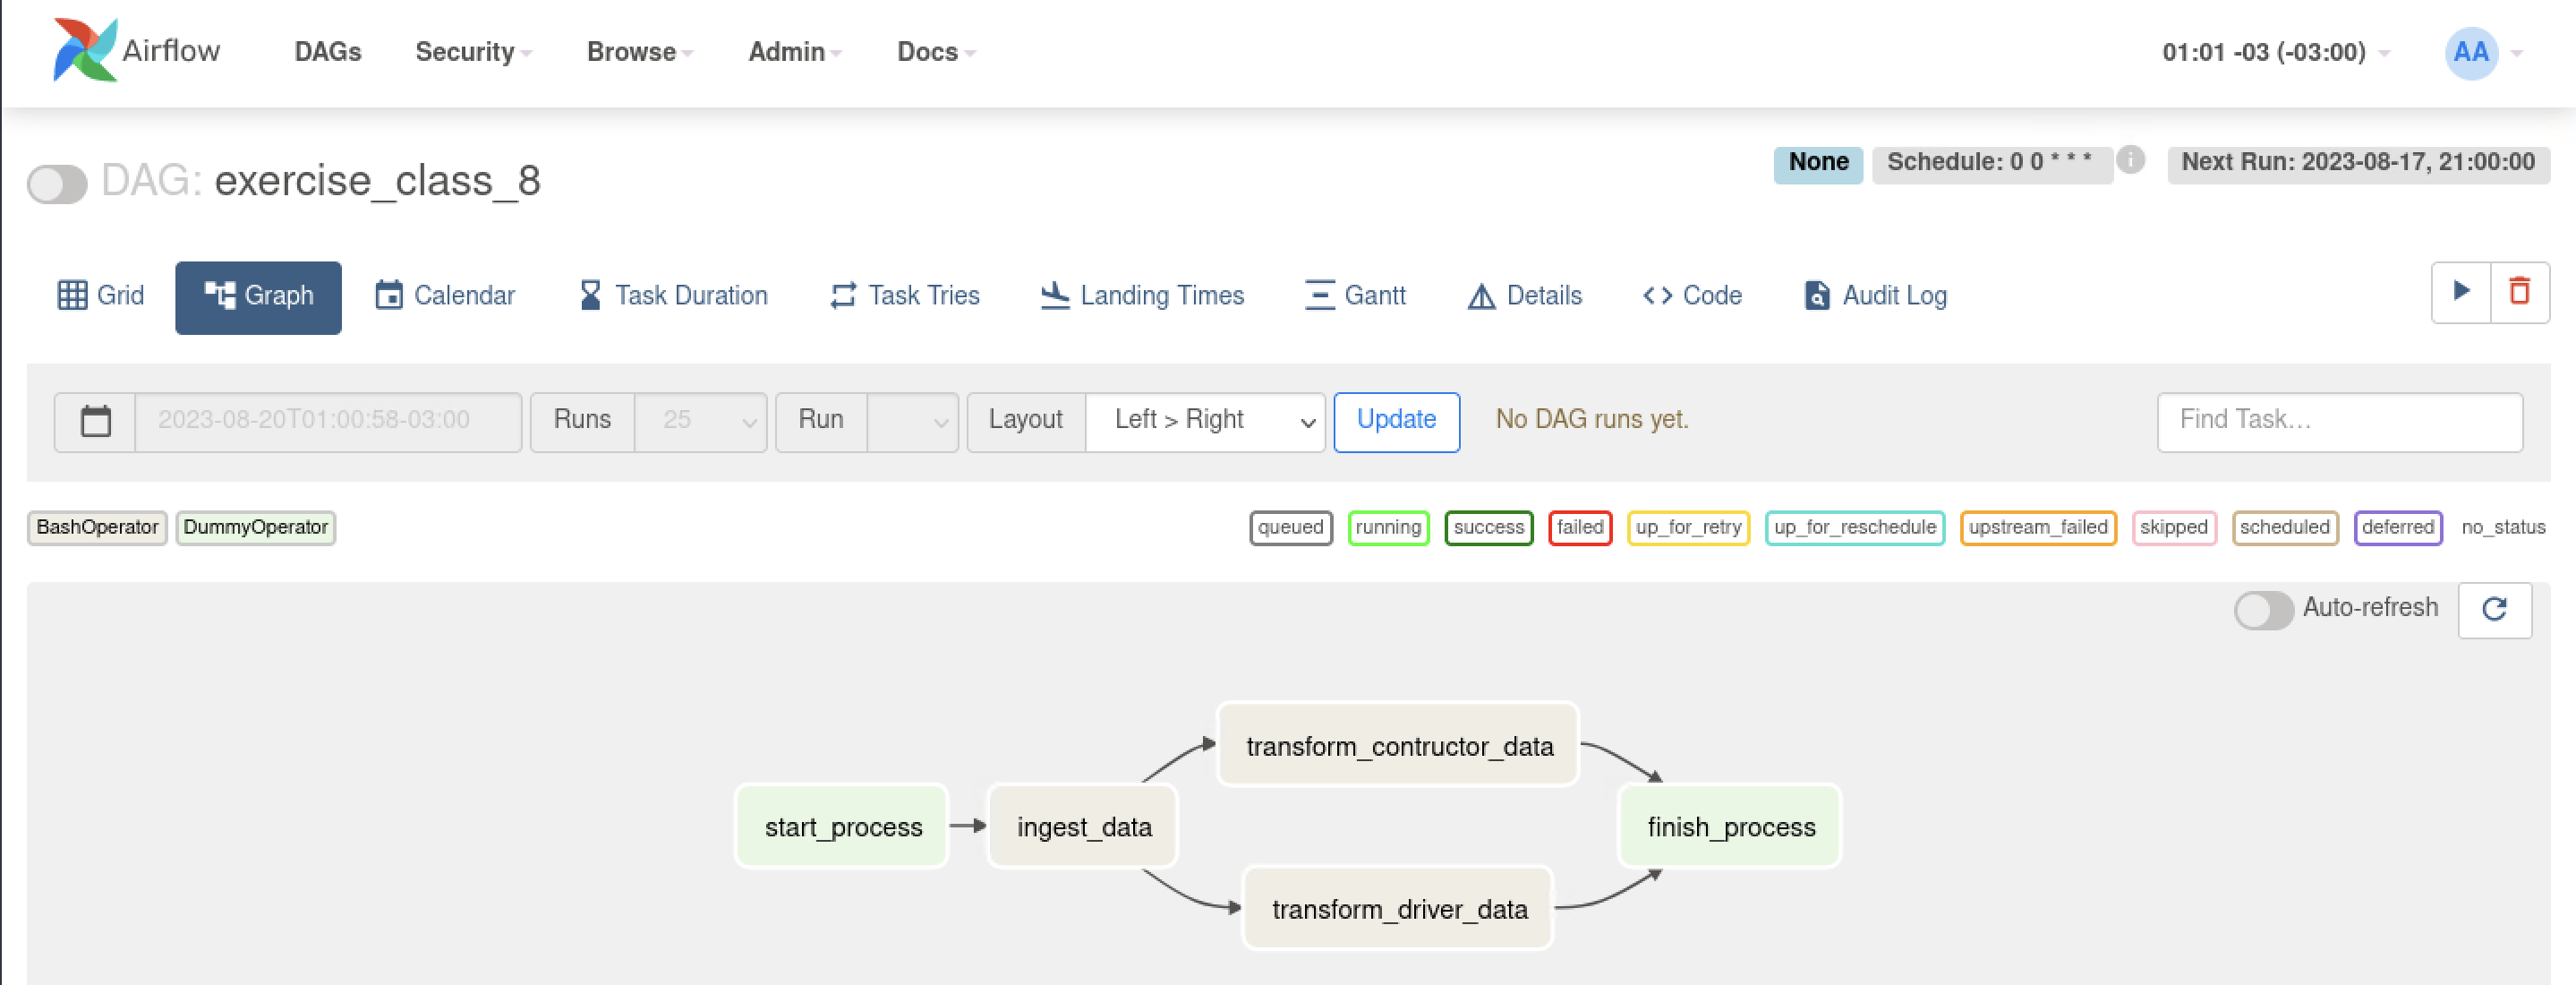 Airflow DAGs Security Browse Admin Docs 01:01 -03 (-03:00) AA
DAG: exercise_class_8 None Schedule: 0 0 * * * i Next Run: 2023-08-17, 21:00:00
Grid Graph Calendar Task Duration Task Tries Landing Times Gantt Details <> Code Audit Log
2023-08-20T01:00:58-03:00 Runs 25 Run Layout Left > Right Update No DAG runs yet. Find Task...
BashOperator DummyOperator queued running success failed up_for_retry up_for_reschedule upstream_failed skipped scheduled deferred no_status
Auto-refresh
transform_contructor_data
start_process ingest_data finish_process
transform_driver_data